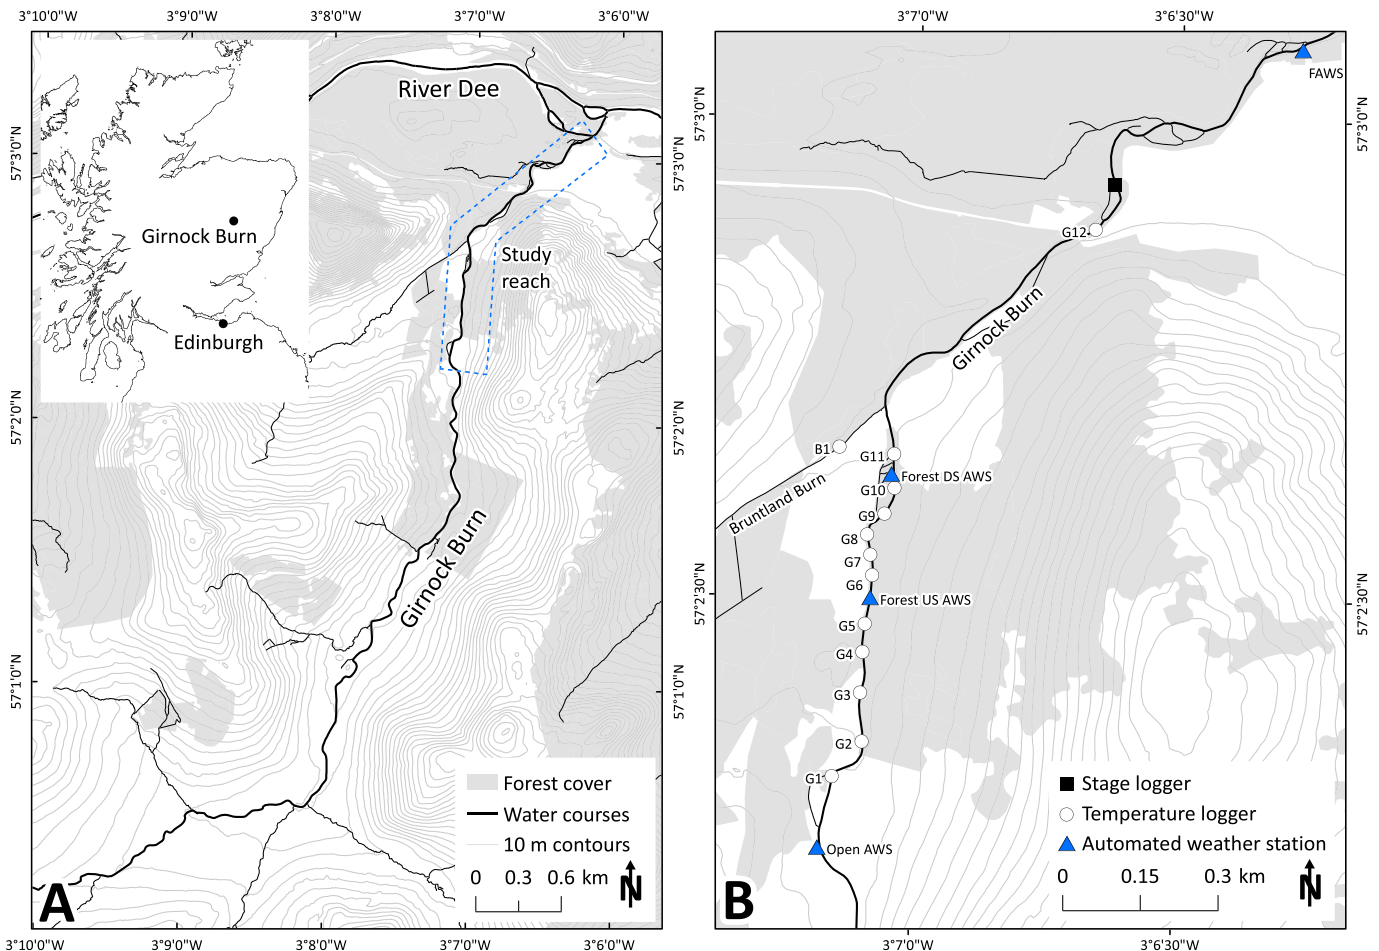 3°10'0"W 3°9'0"W 3°8'0"W 3°7'0"W 3°6'0"W
57°3'0"N
57°2'0"N
57°1'0"N
River Dee
Girnock Burn
Edinburgh
Study
reach
Girnock Burn
57°3'0"N
57°2'0"N
57°1'0"N
Forest cover
Water courses
10 m contours
0 0.3 0.6 km
N
A
3°10'0"W 3°9'0"W 3°8'0"W 3°7'0"W 3°6'0"W
3°7'0"W 3°6'30"W
57°3'0"N
57°2'30"N
FAWS
G12
Girnock Burn
B1
G11
Forest DS AWS
G10
Bruntland Burn
G9
G8
G7
G6
Forest US AWS
G5
G4
G3
G2
G1
Open AWS
57°3'0"N
57°2'30"N
Stage logger
Temperature logger
Automated weather station
0 0.15 0.3 km
N
B
3°7'0"W 3°6'30"W